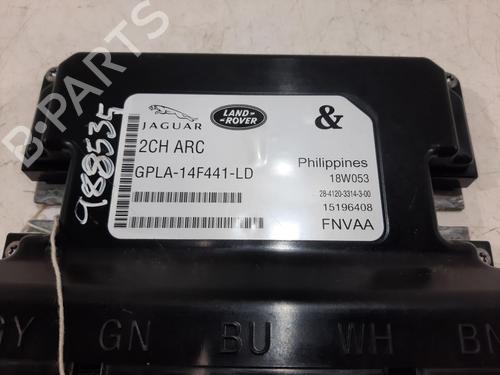 B-PARTS
JAGUAR
LAND-
ROVER
&
2CH ARC
GPLA-14F441-LD
Philippines
18W053
28-4120-3314-3-00
15196408
FNVAA
988535
GY GN BU WH BN